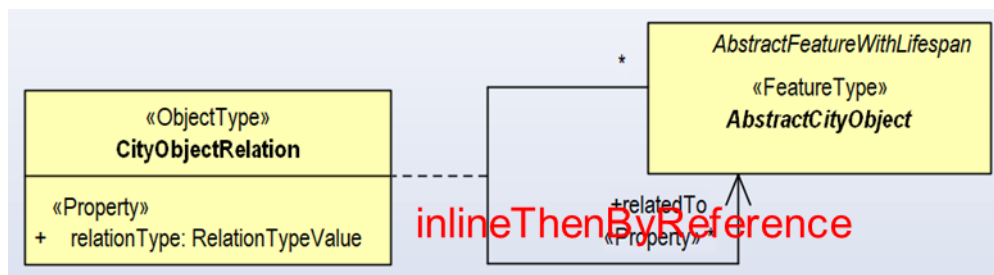 AbstractFeatureWithLifespan
«FeatureType»
AbstractCityObject
*
«ObjectType»
CityObjectRelation
«Property»
+ relationType: RelationTypeValue
+relatedTo
inlineThenByReference
«Property» *